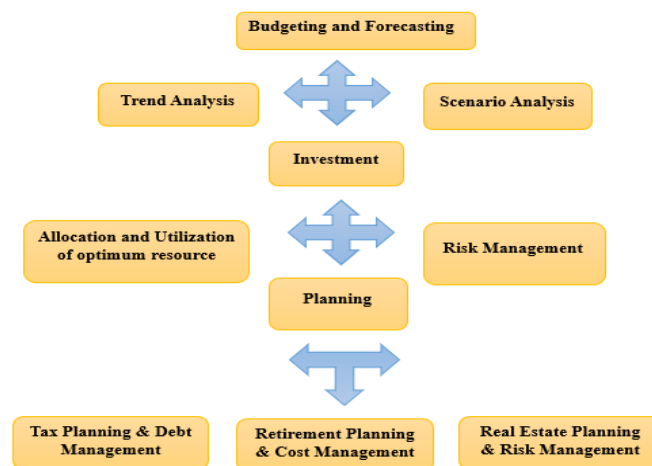 Budgeting and Forecasting
Trend Analysis
Scenario Analysis
Investment
Allocation and Utilization
of optimum resource
Risk Management
Planning
Tax Planning & Debt
Management
Retirement Planning
& Cost Management
Real Estate Planning
& Risk Management